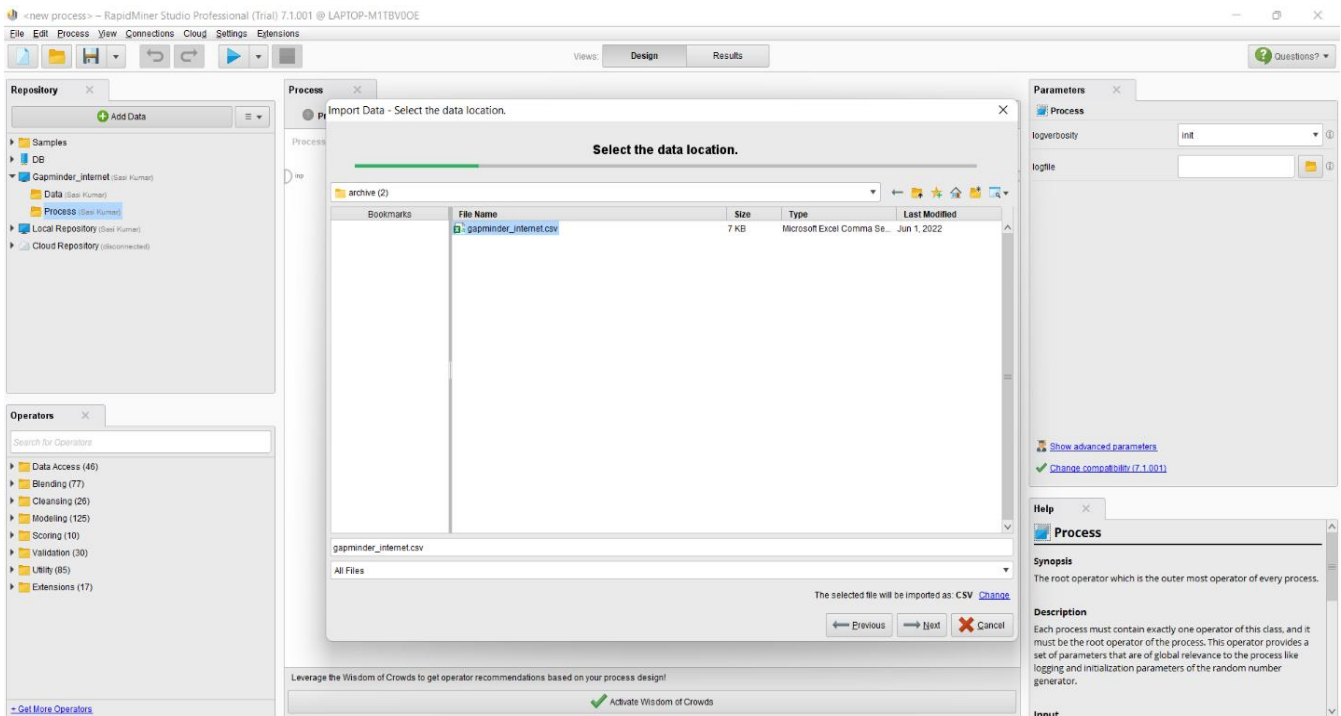 <new process> – RapidMiner Studio Professional (Trial) 7.1.001 @ LAPTOP-M1TBV0OE
File Edit Process View Connections Cloud Settings Extensions
Views: Design Results
Questions?
Repository
Add Data
Samples
DB
Gapminder_internet (Sasi Kumar)
Data (Sasi Kumar)
Process (Sasi Kumar)
Local Repository (Sasi Kumar)
Cloud Repository (disconnected)
Operators
Search for Operators
Data Access (46)
Blending (77)
Cleansing (26)
Modeling (125)
Scoring (10)
Validation (30)
Utility (85)
Extensions (17)
+ Get More Operators
Process
Process
inp
Import Data - Select the data location.
Select the data location.
archive (2)
Bookmarks File Name Size Type Last Modified
gapminder_internet.csv 7 KB Microsoft Excel Comma Se... Jun 1, 2022
gapminder_internet.csv
All Files
The selected file will be imported as: CSV Change
Previous Next Cancel
Leverage the Wisdom of Crowds to get operator recommendations based on your process design!
Activate Wisdom of Crowds
Parameters
Process
logverbosity init
logfile
Show advanced parameters
Change compatibility (7.1.001)
Help
Process
Synopsis
The root operator which is the outer most operator of every process.
Description
Each process must contain exactly one operator of this class, and it
must be the root operator of the process. This operator provides a
set of parameters that are of global relevance to the process like
logging and initialization parameters of the random number
generator.
Input